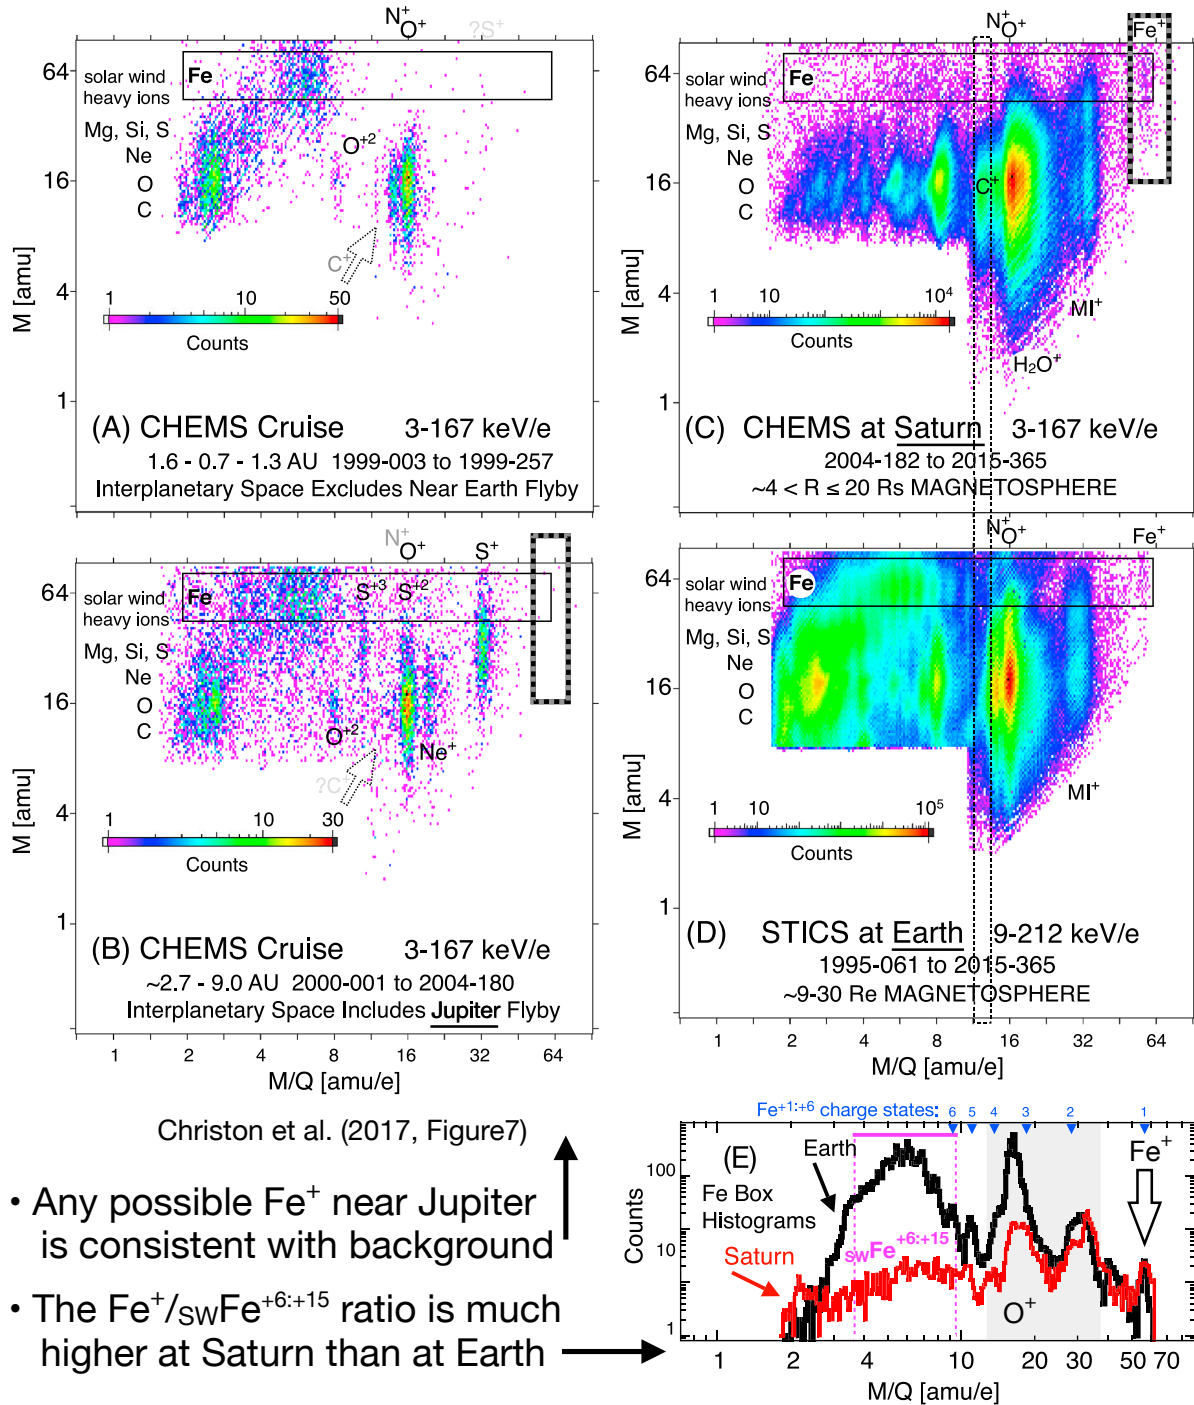 N⁺
O⁺
?S⁺
64
16
4
1
M [amu]
solar wind
heavy ions
Mg, Si, S
Ne
O
C
Fe
O⁺²
C⁺
1 10 50
Counts
(A) CHEMS Cruise 3-167 keV/e
1.6 - 0.7 - 1.3 AU 1999-003 to 1999-257
Interplanetary Space Excludes Near Earth Flyby
N⁺
O⁺
S⁺
64
16
4
1
M [amu]
solar wind
heavy ions
Mg, Si, S
Ne
O
C
Fe
S⁺³
S⁺²
O⁺²
Ne⁺
?C⁺
1 10 30
Counts
(B) CHEMS Cruise 3-167 keV/e
~2.7 - 9.0 AU 2000-001 to 2004-180
Interplanetary Space Includes Jupiter Flyby
1 2 4 8 16 32 64
M/Q [amu/e]
N⁺
O⁺
Fe⁺
64
16
4
1
M [amu]
solar wind
heavy ions
Mg, Si, S
Ne
O
C
Fe
C⁺
MI⁺
H₂O⁺
1 10 10⁴
Counts
(C) CHEMS at Saturn 3-167 keV/e
2004-182 to 2015-365
~4 < R ≤ 20 Rs MAGNETOSPHERE
N⁺
O⁺
Fe⁺
64
16
4
1
M [amu]
solar wind
heavy ions
Mg, Si, S
Ne
O
C
Fe
MI⁺
1 10 10⁵
Counts
(D) STICS at Earth 9-212 keV/e
1995-061 to 2015-365
~9-30 Re MAGNETOSPHERE
1 2 4 8 16 32 64
M/Q [amu/e]
Christon et al. (2017, Figure7)
• Any possible Fe⁺ near Jupiter
is consistent with background
• The Fe⁺/SWFe⁺⁶:⁺¹⁵ ratio is much
higher at Saturn than at Earth
Fe⁺¹:⁺⁶ charge states: 6 5 4 3 2 1
(E)
Earth
Fe Box
Histograms
Saturn
SWFe⁺⁶:⁺¹⁵
Fe⁺
O⁺
100
10
1
Counts
1 2 4 10 20 30 50 70
M/Q [amu/e]